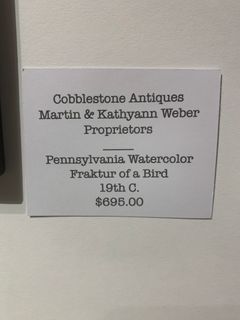 Cobblestone Antiques
Martin & Kathyann Weber
Proprietors
Pennsylvania Watercolor
Fraktur of a Bird
19th C.
$695.00